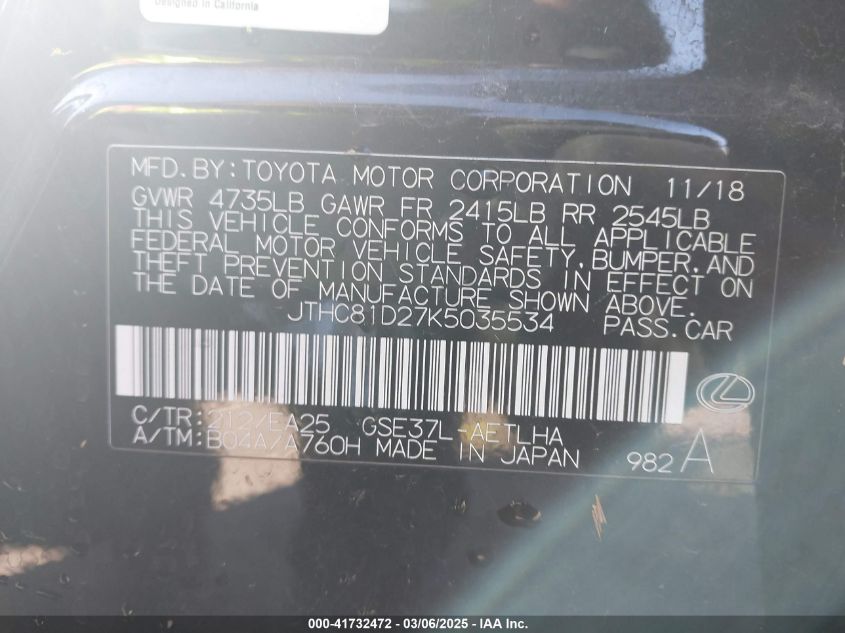 Designed in California
MFD. BY: TOYOTA MOTOR CORPORATION 11/18
GVWR 4735LB GAWR FR 2415LB RR 2545LB
THIS VEHICLE CONFORMS TO ALL APPLICABLE
FEDERAL MOTOR VEHICLE SAFETY, BUMPER, AND
THEFT PREVENTION STANDARDS IN EFFECT ON
THE DATE OF MANUFACTURE SHOWN ABOVE.
JTHC81D27K5035534 PASS. CAR
C/TR: 212/EA25 GSE37L-AETLHA
A/TM: B04A/A760H MADE IN JAPAN 982 A
000-41732472 - 03/06/2025 - IAA Inc.